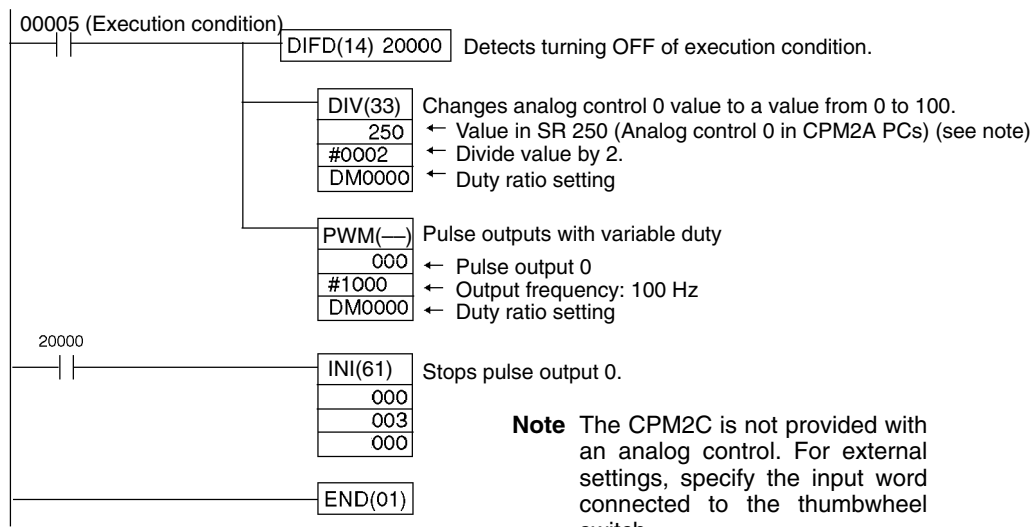 00005 (Execution condition)
DIFD(14) 20000 Detects turning OFF of execution condition.
DIV(33) Changes analog control 0 value to a value from 0 to 100.
250 ← Value in SR 250 (Analog control 0 in CPM2A PCs) (see note)
#0002 ← Divide value by 2.
DM0000 ← Duty ratio setting
PWM(––) Pulse outputs with variable duty
000 ← Pulse output 0
#1000 ← Output frequency: 100 Hz
DM0000 ← Duty ratio setting
20000
INI(61) Stops pulse output 0.
000
003
000
Note The CPM2C is not provided with
an analog control. For external
settings, specify the input word
connected to the thumbwheel
END(01)